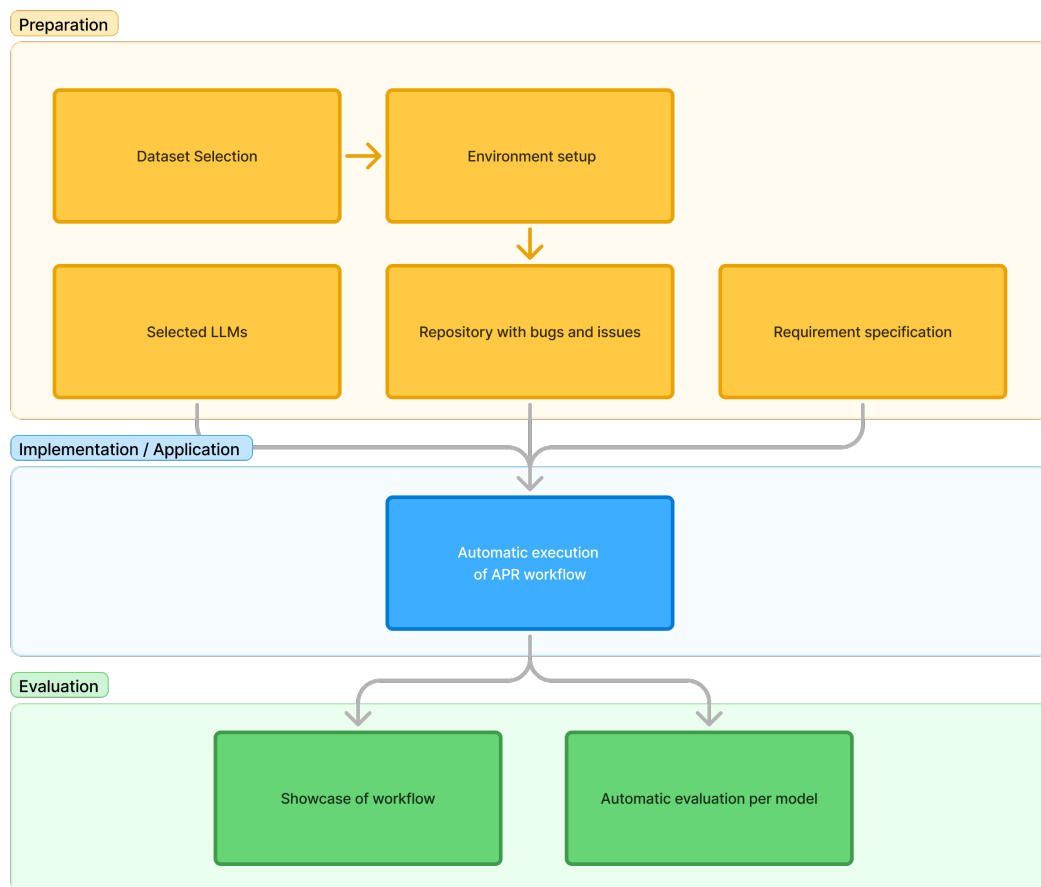 Preparation
Dataset Selection
Environment setup
Selected LLMs
Repository with bugs and issues
Requirement specification
Implementation / Application
Automatic execution
of APR workflow
Evaluation
Showcase of workflow
Automatic evaluation per model